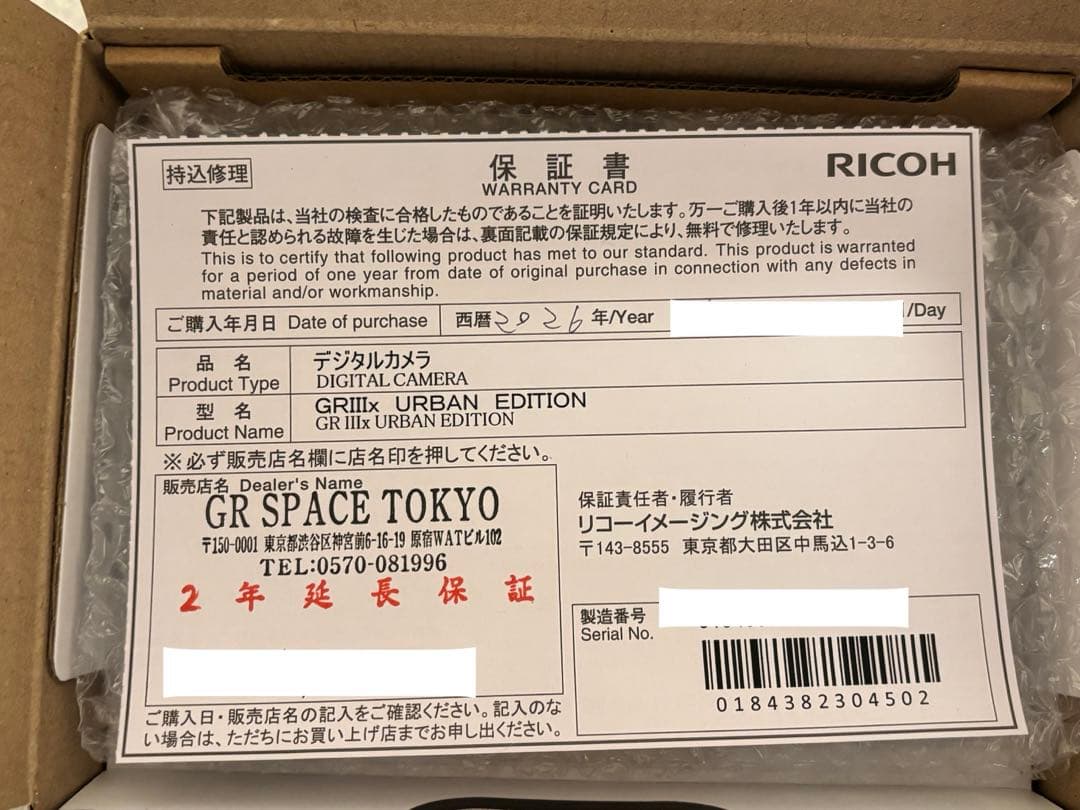 持込修理
保証書
WARRANTY CARD
RICOH
下記製品は、当社の検査に合格したものであることを証明いたします。万一ご購入後1年以内に当社の
責任と認められる故障を生じた場合は、裏面記載の保証規定により、無料で修理いたします。
This is to certify that following product has met to our standard. This product is warranted
for a period of one year from date of original purchase in connection with any defects in
material and/or workmanship.
ご購入年月日 Date of purchase 西暦2026年/Year /Day
品名 デジタルカメラ
Product Type DIGITAL CAMERA
型名 GRIIIx URBAN EDITION
Product Name GR IIIx URBAN EDITION
※必ず販売店名欄に店名印を押してください。
販売店名 Dealer's Name
GR SPACE TOKYO
〒150-0001 東京都渋谷区神宮前6-16-19 原宿WATビル102
TEL:0570-081996
2年延長保証
保証責任者・履行者
リコーイメージング株式会社
〒143-8555 東京都大田区中馬込1-3-6
製造番号
Serial No.
0184382304502
ご購入日・販売店名の記入をご確認ください。記入のな
い場合は、ただちにお買い上げ店までお申し出ください。